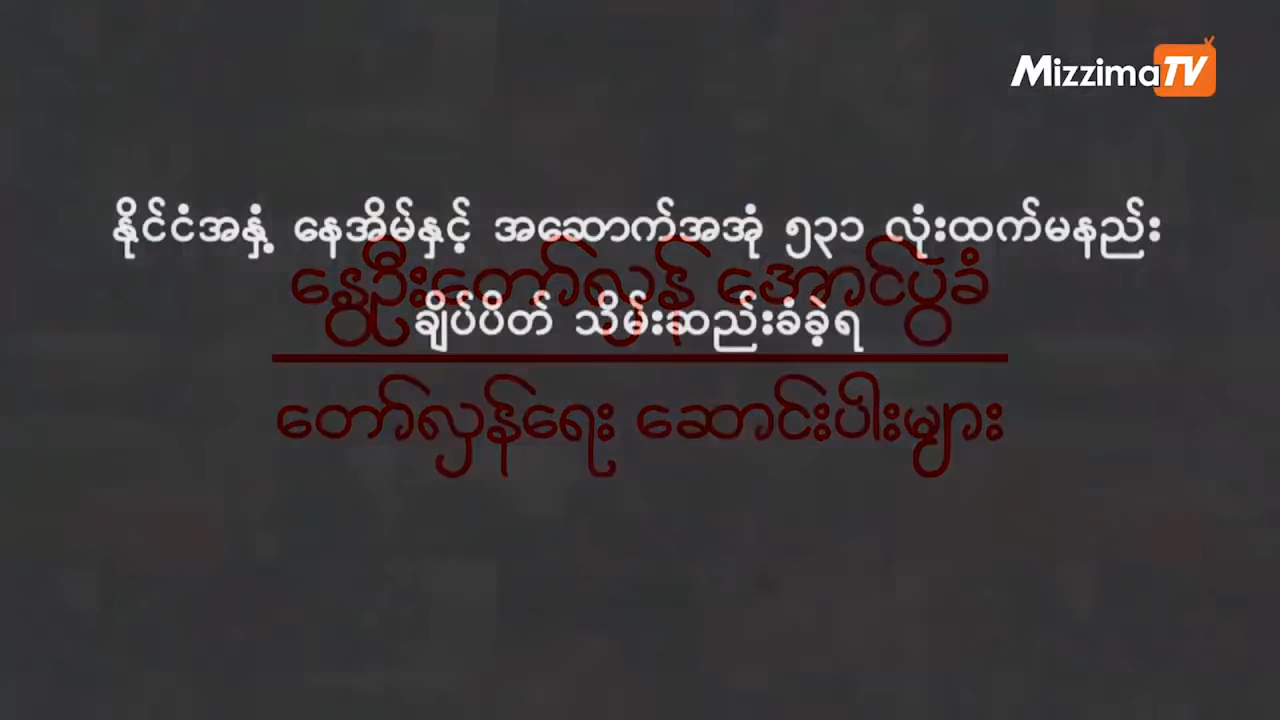 MizzimaTV
နိုင်ငံအနှံ့ နေအိမ်နှင့် အဆောက်အအုံ ၅၃၁ လုံးထက်မနည်း
နွေဦးတော်လှန် အောင်ပွဲခံ
ချိပ်ပိတ် သိမ်းဆည်းခံခဲ့ရ
တော်လှန်ရေး ဆောင်းပါးများ